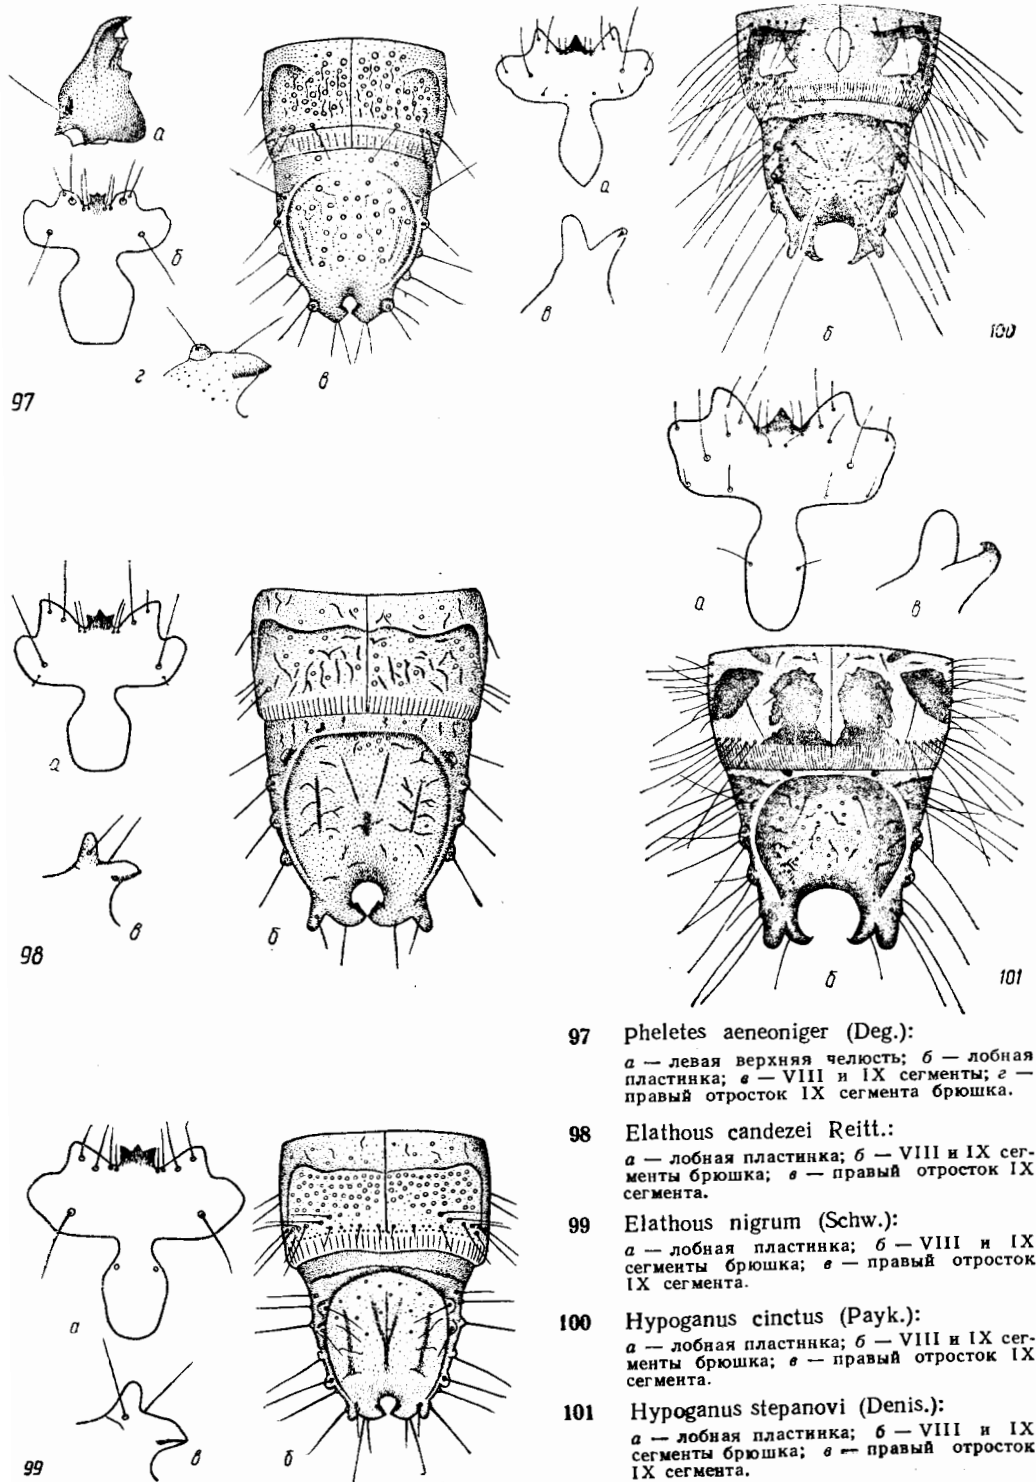 а
б
г
в
97
а
в
б
100
а
б
в
98
а
в
б
101
а
б
в
99
97 Pheletes aeneoniger (Deg.):
а — левая верхняя челюсть; б — лобная
пластинка; в — VIII и IX сегменты; г —
правый отросток IX сегмента брюшка.
98 Elathous candezei Reitt.:
а — лобная пластинка; б — VIII и IX сег-
менты брюшка; в — правый отросток IX
сегмента.
99 Elathous nigrum (Schw.):
а — лобная пластинка; б — VIII и IX
сегменты брюшка; в — правый отросток
IX сегмента.
100 Hypoganus cinctus (Payk.):
а — лобная пластинка; б — VIII и IX сег-
менты брюшка; в — правый отросток IX
сегмента.
101 Hypoganus stepanovi (Denis.):
а — лобная пластинка; б — VIII и IX
сегменты брюшка; в — правый отросток
IX сегмента.